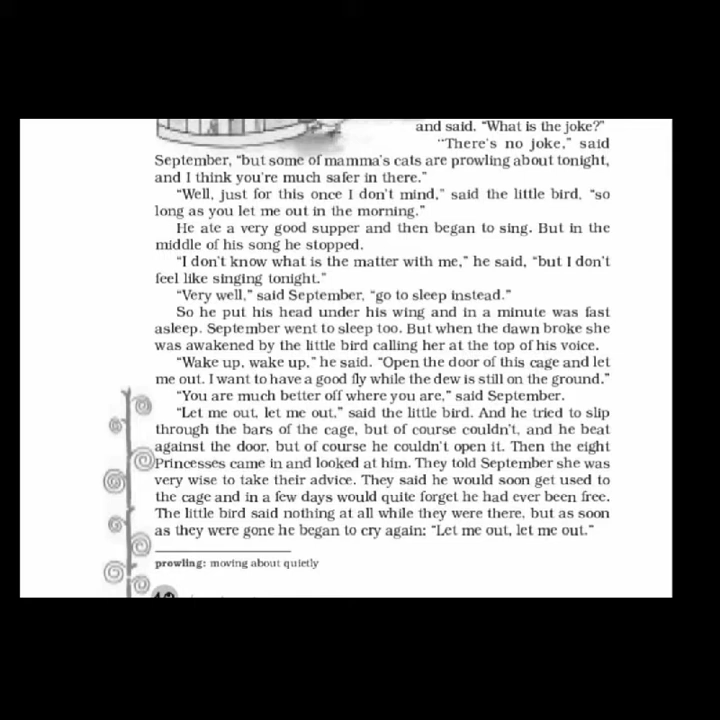 and said. "What is the joke?"
"There's no joke," said
September, "but some of mamma's cats are prowling about tonight,
and I think you're much safer in there."
"Well, just for this once I don't mind," said the little bird, "so
long as you let me out in the morning."
He ate a very good supper and then began to sing. But in the
middle of his song he stopped.
"I don't know what is the matter with me," he said, "but I don't
feel like singing tonight."
"Very well," said September, "go to sleep instead."
So he put his head under his wing and in a minute was fast
asleep. September went to sleep too. But when the dawn broke she
was awakened by the little bird calling her at the top of his voice.
"Wake up, wake up," he said. "Open the door of this cage and let
me out. I want to have a good fly while the dew is still on the ground."
"You are much better off where you are," said September.
"Let me out, let me out," said the little bird. And he tried to slip
through the bars of the cage, but of course couldn't, and he beat
against the door, but of course he couldn't open it. Then the eight
Princesses came in and looked at him. They told September she was
very wise to take their advice. They said he would soon get used to
the cage and in a few days would quite forget he had ever been free.
The little bird said nothing at all while they were there, but as soon
as they were gone he began to cry again: "Let me out, let me out."
prowling: moving about quietly